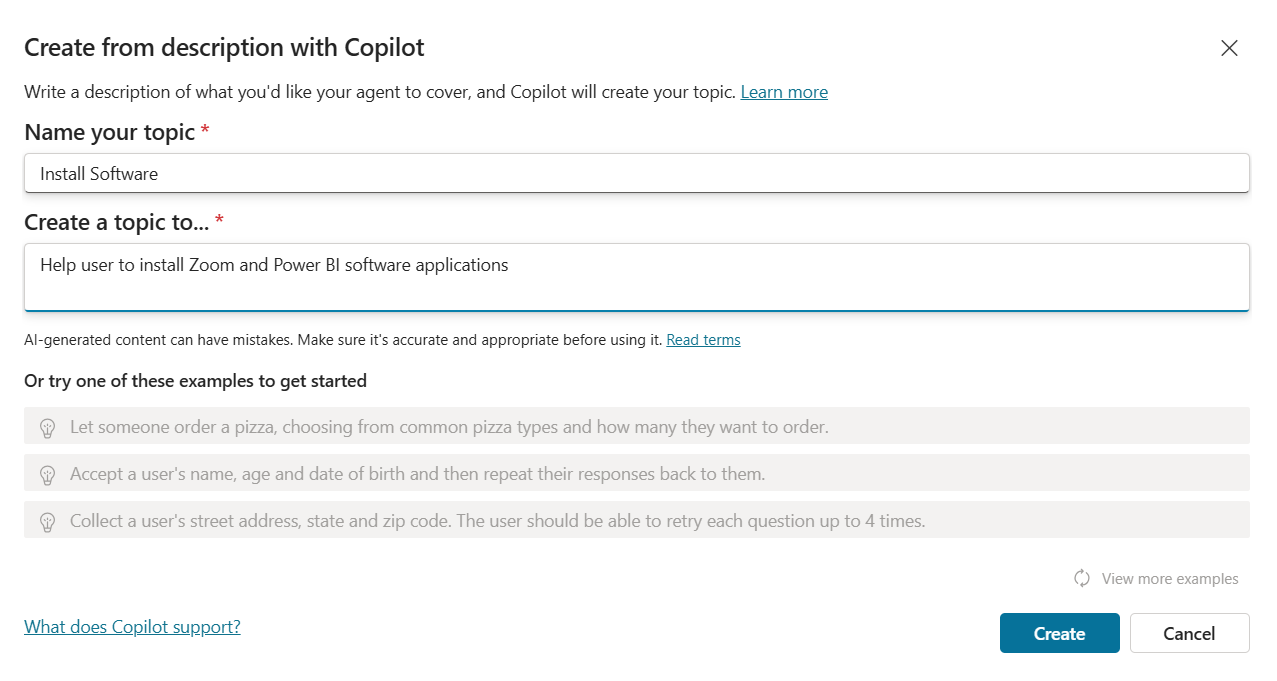 Create from description with Copilot
Write a description of what you'd like your agent to cover, and Copilot will create your topic. Learn more
Name your topic *
Install Software
Create a topic to... *
Help user to install Zoom and Power BI software applications
AI-generated content can have mistakes. Make sure it's accurate and appropriate before using it. Read terms
Or try one of these examples to get started
Let someone order a pizza, choosing from common pizza types and how many they want to order.
Accept a user's name, age and date of birth and then repeat their responses back to them.
Collect a user's street address, state and zip code. The user should be able to retry each question up to 4 times.
View more examples
What does Copilot support?
Create Cancel